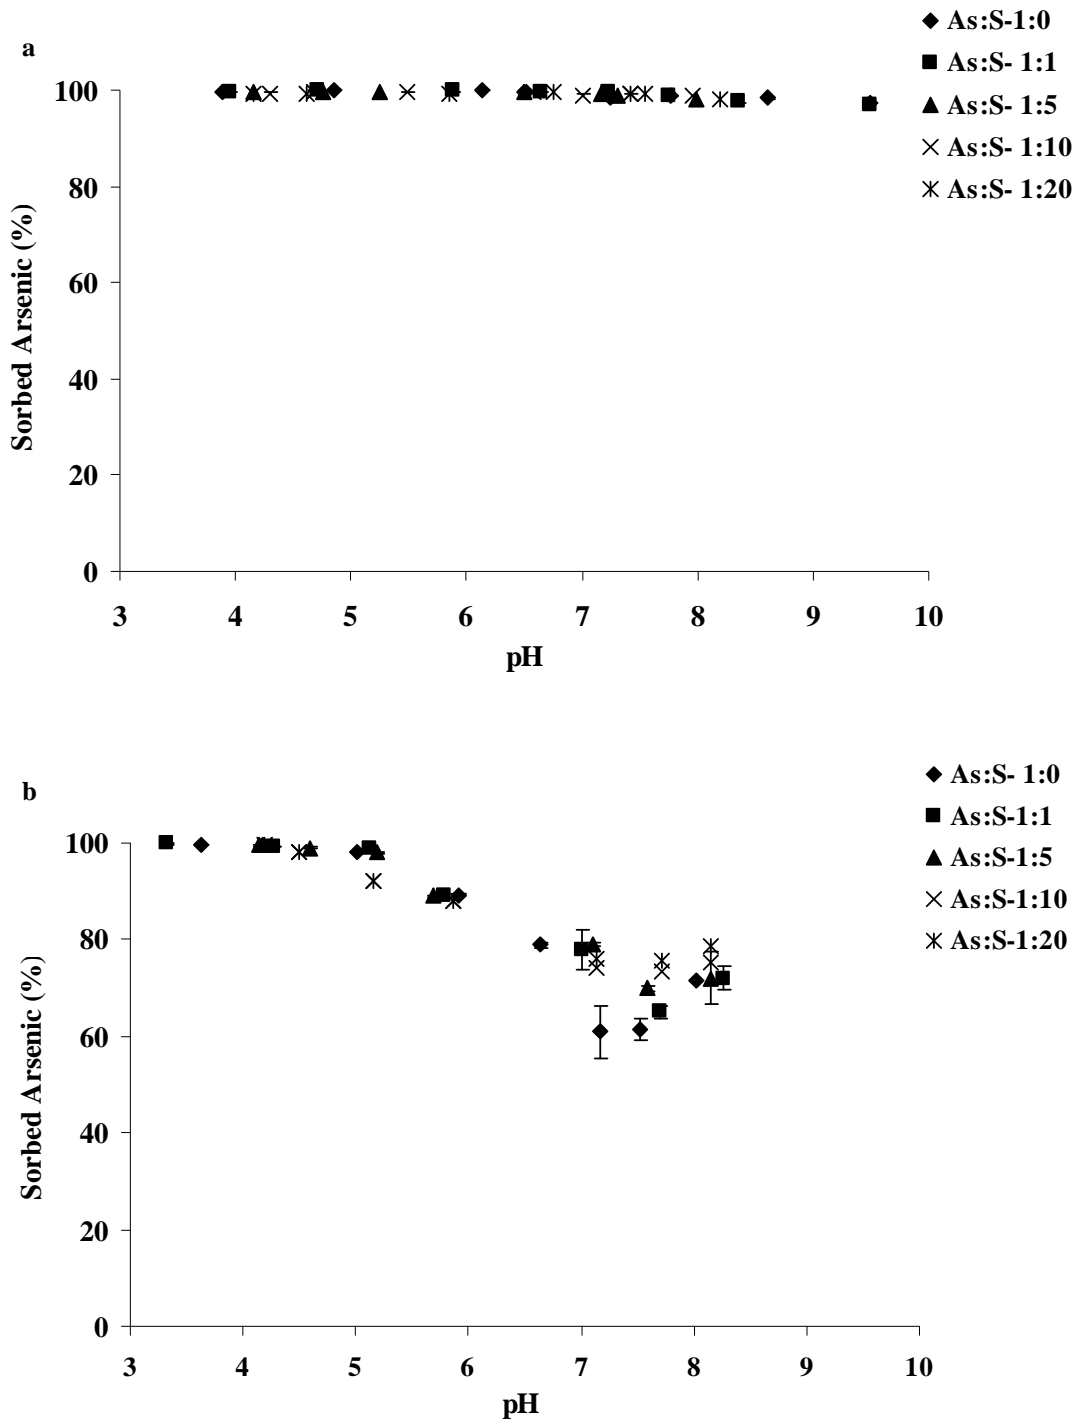 a
As:S-1:0
As:S- 1:1
As:S- 1:5
As:S- 1:10
As:S- 1:20
Sorbed Arsenic (%)
100
80
60
40
20
0
3 4 5 6 7 8 9 10
pH
b
As:S- 1:0
As:S-1:1
As:S-1:5
As:S-1:10
As:S-1:20
Sorbed Arsenic (%)
100
80
60
40
20
0
3 4 5 6 7 8 9 10
pH